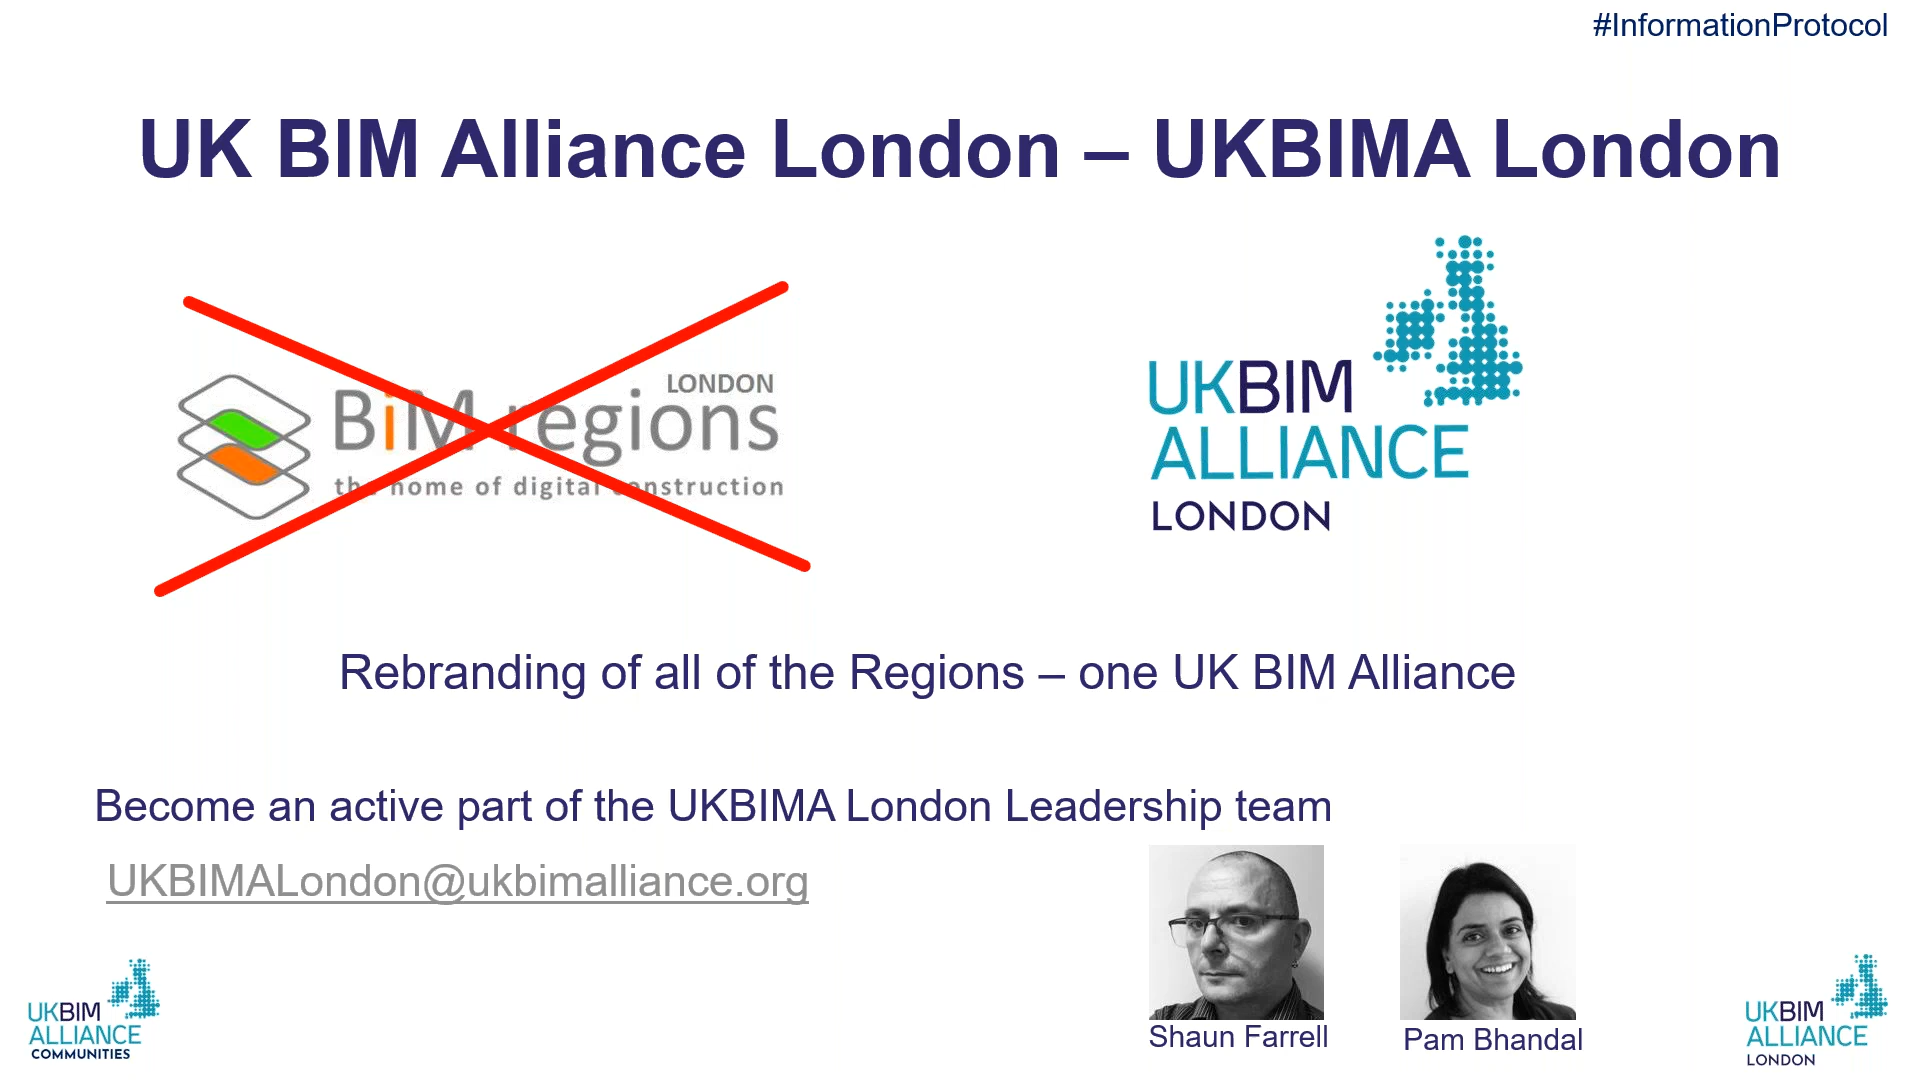 #InformationProtocol
UK BIM Alliance London – UKBIMA London
LONDON
BiM regions
the home of digital construction
UKBIM
ALLIANCE
LONDON
Rebranding of all of the Regions – one UK BIM Alliance
Become an active part of the UKBIMA London Leadership team
UKBIMALondon@ukbimalliance.org
Shaun Farrell
Pam Bhandal
UKBIM
ALLIANCE
COMMUNITIES
UKBIM
ALLIANCE
LONDON